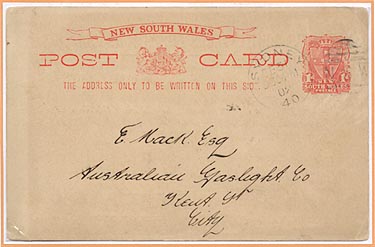 NEW SOUTH WALES
POST CARD
THE ADDRESS ONLY TO BE WRITTEN ON THIS SIDE
E Mack Esq
Australian Gaslight Co
Kent St
City